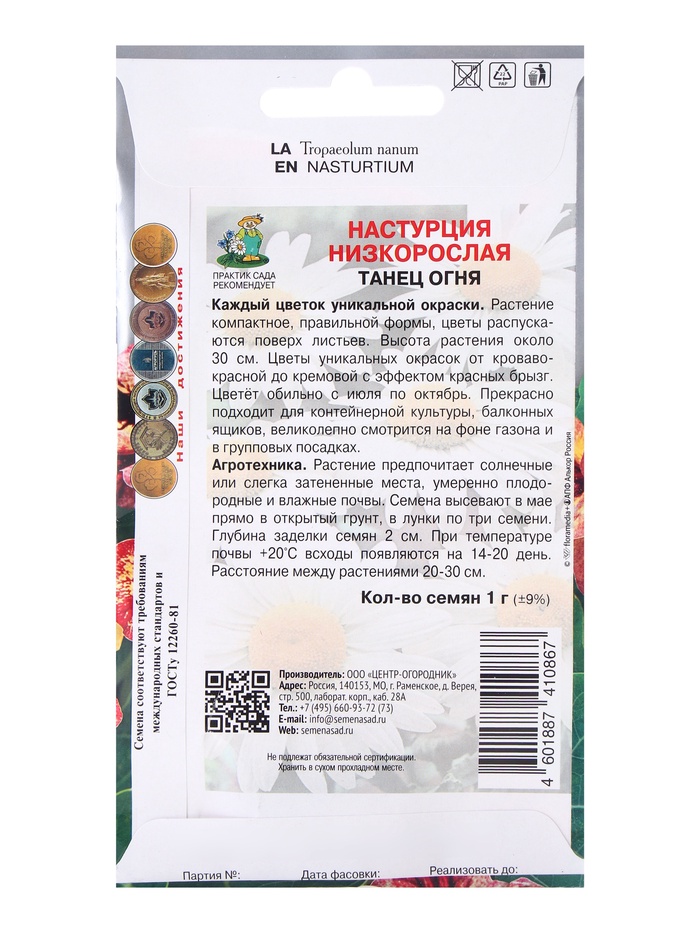 LA Tropaeolum nanum
EN NASTURTIUM
ПРАКТИК САДА
РЕКОМЕНДУЕТ
НАСТУРЦИЯ
НИЗКОРОСЛАЯ
ТАНЕЦ ОГНЯ
Каждый цветок уникальной окраски. Растение
компактное, правильной формы, цветы распуска-
ются поверх листьев. Высота растения около
30 см. Цветы уникальных окрасок от кроваво-
красной до кремовой с эффектом красных брызг.
Цветёт обильно с июля по октябрь. Прекрасно
подходит для контейнерной культуры, балконных
ящиков, великолепно смотрится на фоне газона и
в групповых посадках.
Агротехника. Растение предпочитает солнечные
или слегка затененные места, умеренно плодо-
родные и влажные почвы. Семена высевают в мае
прямо в открытый грунт, в лунки по три семени.
Глубина заделки семян 2 см. При температуре
почвы +20°С всходы появляются на 14-20 день.
Расстояние между растениями 20-30 см.
Кол-во семян 1 г (±9%)
Наши достижения
Семена соответствуют требованиям
международных стандартов и
ГОСТу 12260-81
© floramedia+ АПФ Алькор Россия
Производитель: ООО «ЦЕНТР-ОГОРОДНИК»
Адрес: Россия, 140153, МО, г. Раменское, д. Верея,
стр. 500, лаборат. корп., каб. 28А
Тел.: +7 (495) 660-93-72 (73)
E-mail: info@semenasad.ru
Web: semenasad.ru
4 601887 410867
Не подлежат обязательной сертификации.
Хранить в сухом прохладном месте.
Партия №: Дата фасовки: Реализовать до: